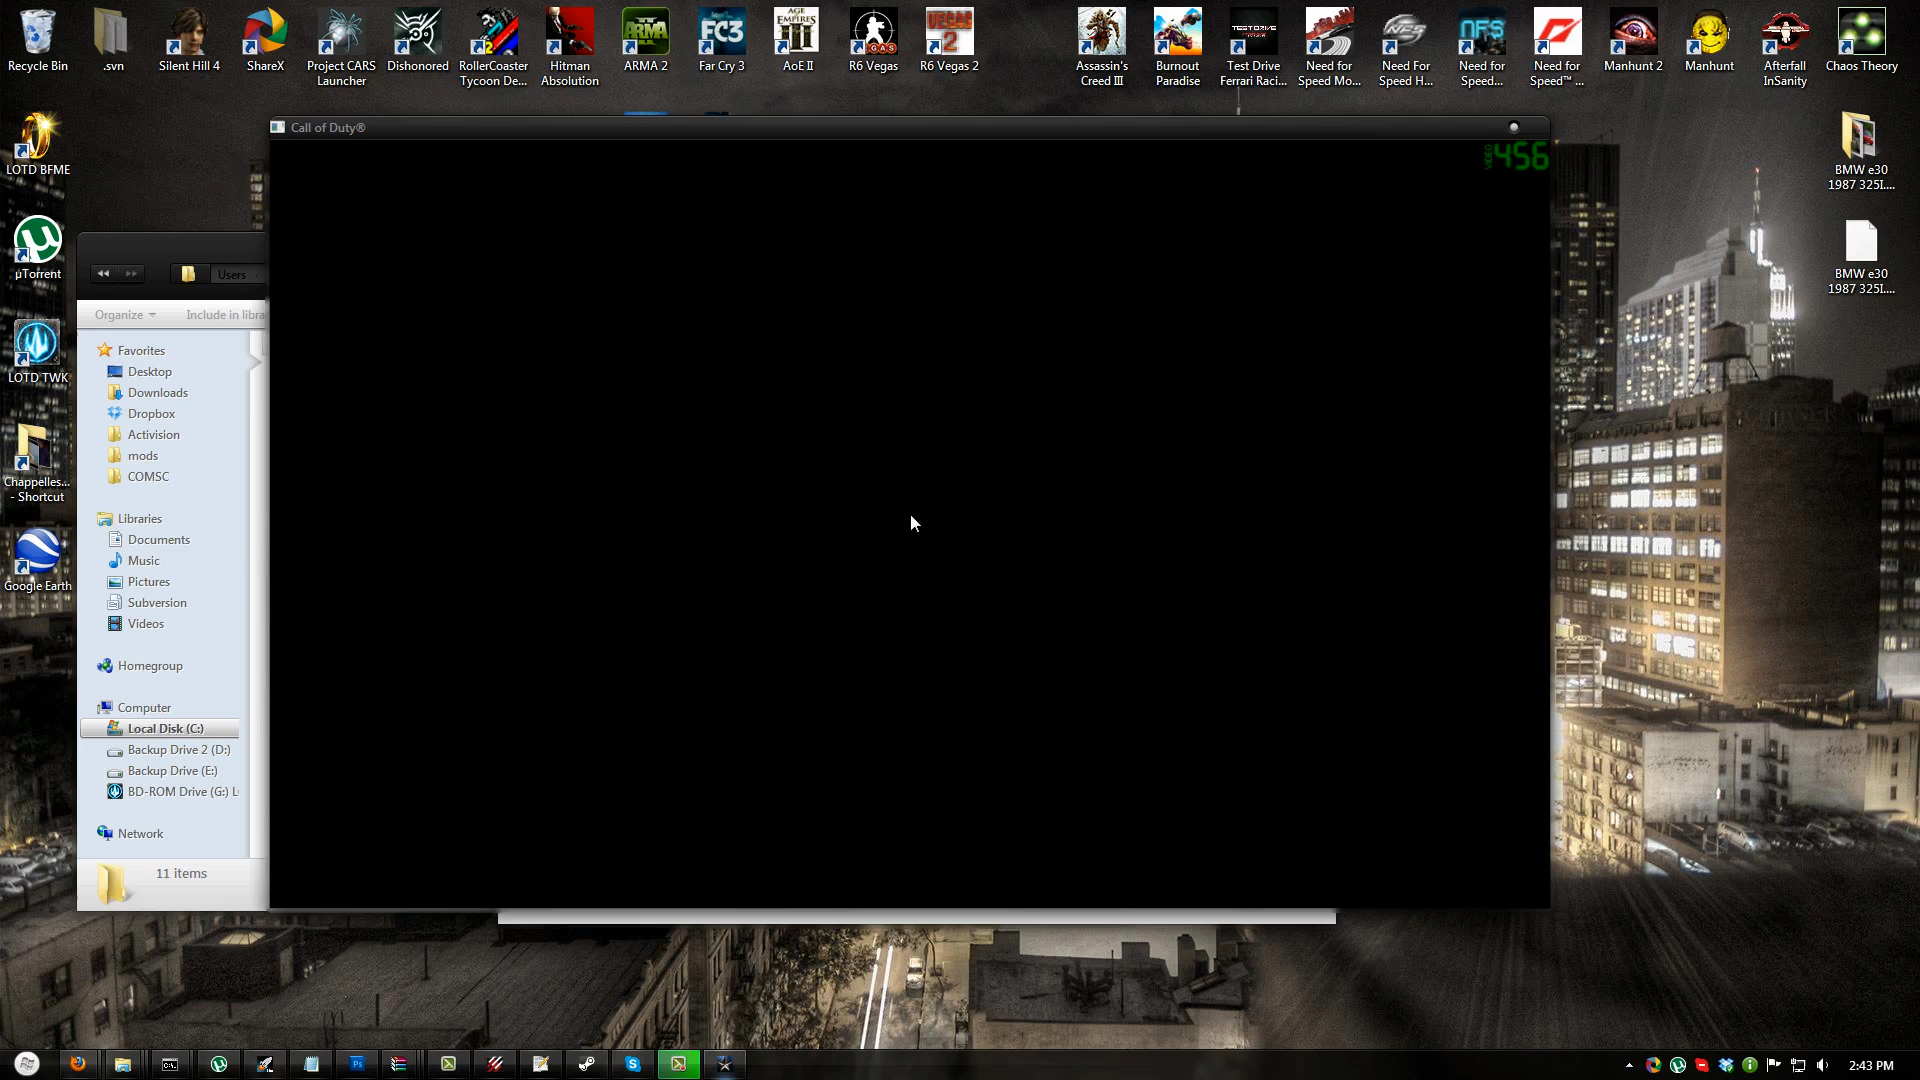 Recycle Bin
.svn
Silent Hill 4
ShareX
Project CARS
Launcher
Dishonored
RollerCoaster
Tycoon De...
Hitman
Absolution
ARMA 2
Far Cry 3
AoE II
R6 Vegas
R6 Vegas 2
Assassin's
Creed III
Burnout
Paradise
Test Drive
Ferrari Raci...
Need for
Speed Mo...
Need For
Speed H...
Need for
Speed...
Need for
Speed™ ...
Manhunt 2
Manhunt
Afterfall
InSanity
Chaos Theory
LOTD BFME
µTorrent
LOTD TWK
Chappelles...
- Shortcut
Google Earth
BMW e30
1987 325I....
BMW e30
1987 325I....
Call of Duty®
VIDEO
456
Users
Organize
Include in libra
Favorites
Desktop
Downloads
Dropbox
Activision
mods
COMSC
Libraries
Documents
Music
Pictures
Subversion
Videos
Homegroup
Computer
Local Disk (C:)
Backup Drive 2 (D:)
Backup Drive (E:)
BD-ROM Drive (G:) L
Network
11 items
2:43 PM